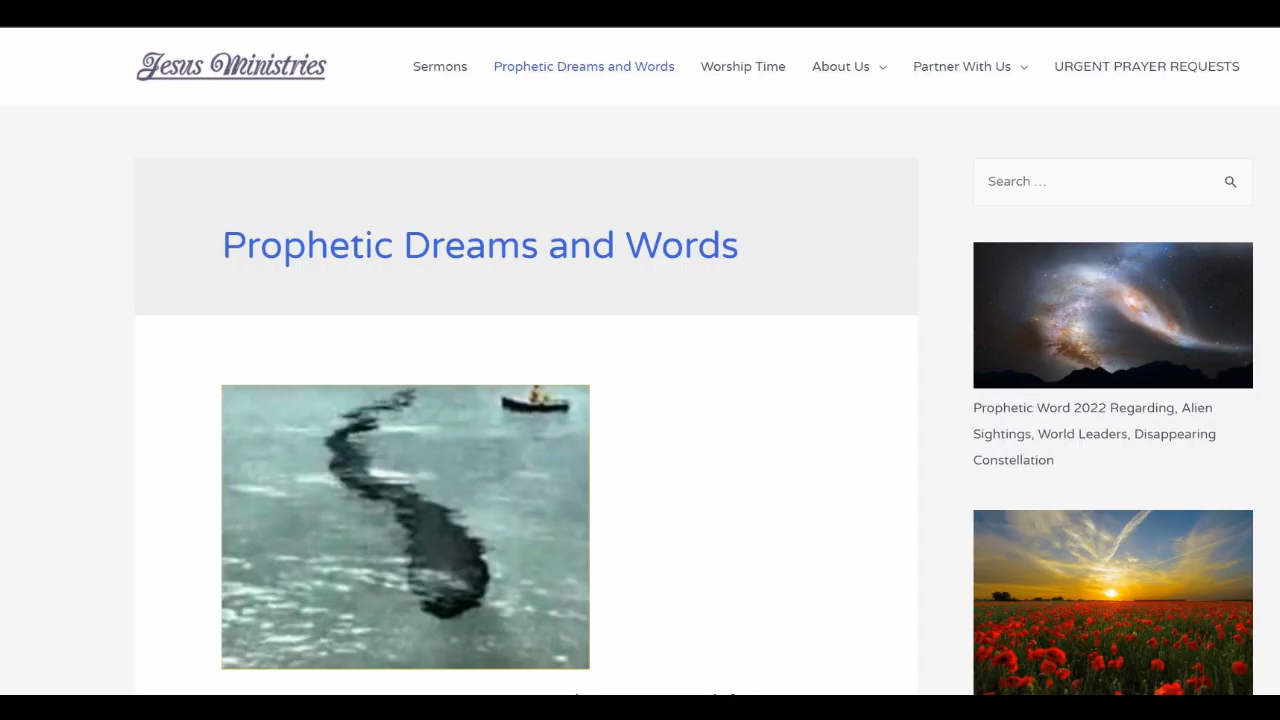 Jesus Ministries
Sermons
Prophetic Dreams and Words
Worship Time
About Us
Partner With Us
URGENT PRAYER REQUESTS
Prophetic Dreams and Words
Search ...
Prophetic Word 2022 Regarding, Alien
Sightings, World Leaders, Disappearing
Constellation